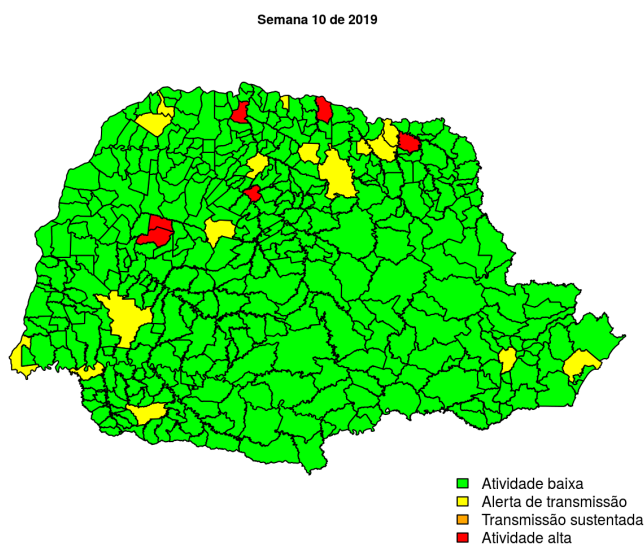 Semana 10 de 2019
Atividade baixa
Alerta de transmissão
Transmissão sustentada
Atividade alta